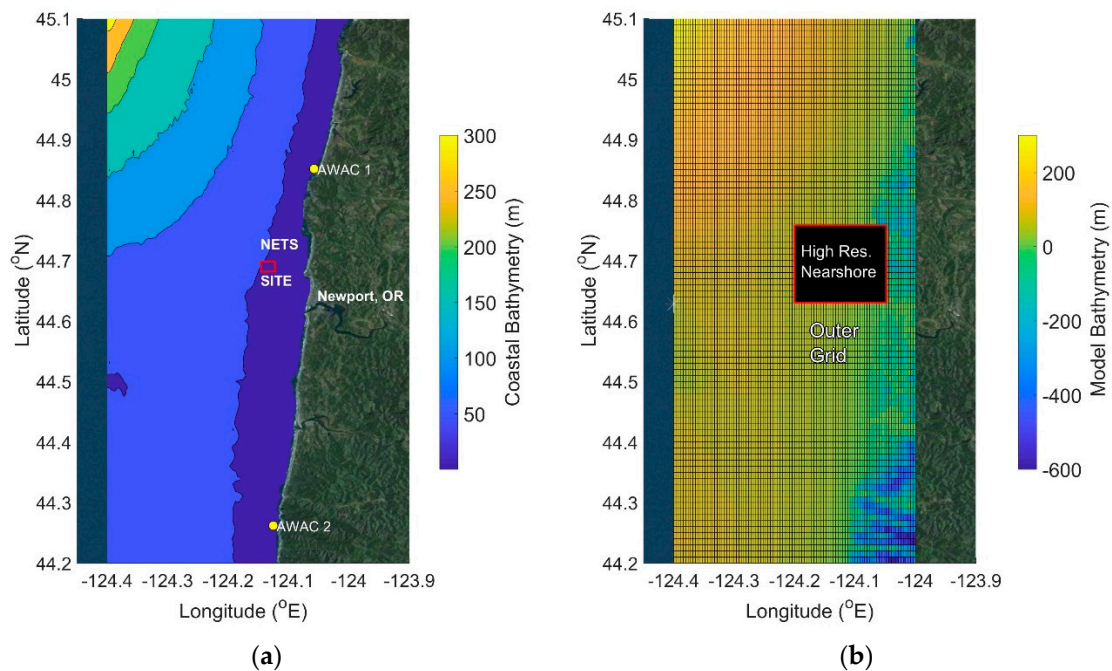 45.1
45
44.9
44.8
44.7
44.6
44.5
44.4
44.3
44.2
Latitude (°N)
-124.4
-124.3
-124.2
-124.1
-124
-123.9
Longitude (°E)
AWAC 1
NETS
SITE
Newport, OR
AWAC 2
300
250
200
150
100
50
Coastal Bathymetry (m)
(a)
45.1
45
44.9
44.8
44.7
44.6
44.5
44.4
44.3
44.2
Latitude (°N)
-124.4
-124.3
-124.2
-124.1
-124
-123.9
Longitude (°E)
High Res.
Nearshore
Outer
Grid
200
0
-200
-400
-600
Model Bathymetry (m)
(b)